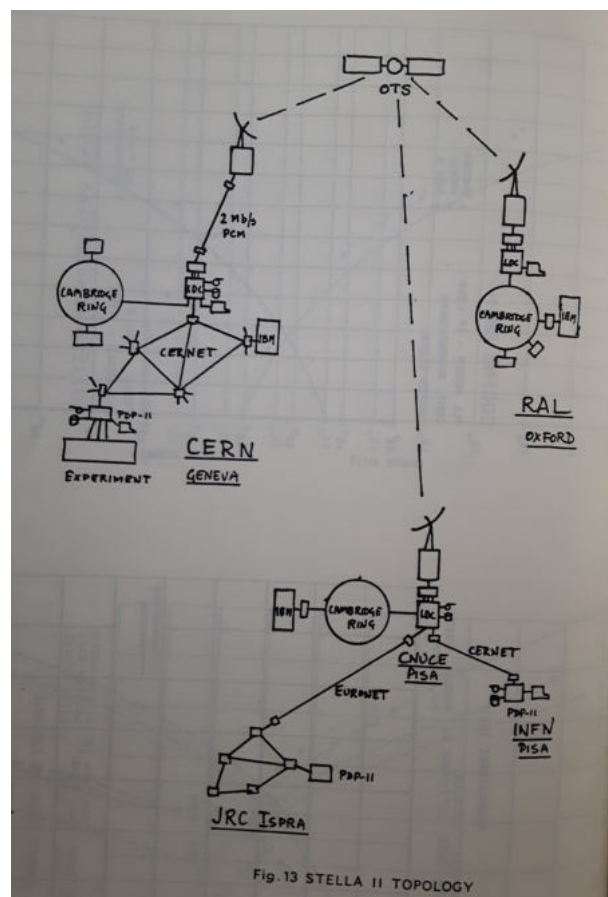 OTS
2 Mb/s
PCM
LDC
CAMBRIDGE
RING
CERNET
IBM
PDP-11
EXPERIMENT
CERN
GENEVA
LDC
CAMBRIDGE
RING
IBM
RAL
OXFORD
IBM
CAMBRIDGE
RING
LDC
CNUCE
PISA
CERNET
PDP-11
INFN
PISA
EURONET
PDP-11
JRC ISPRA
Fig.13 STELLA II TOPOLOGY